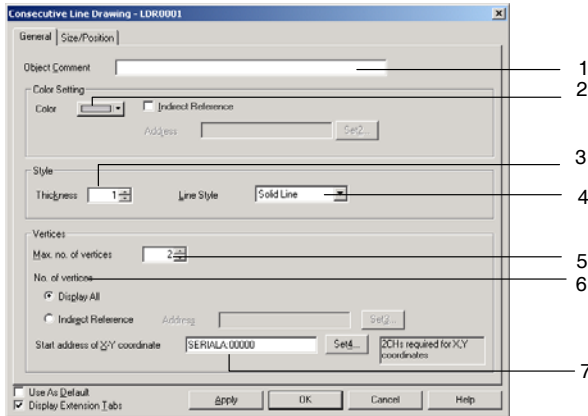 Consecutive Line Drawing - LDR0001
General Size/Position
Object Comment 1
Color Setting 2
Color Indirect Reference
Address Set2...
Style 3
Thickness 1 Line Style Solid Line 4
Vertices
Max. no. of vertices 2 5
No. of vertices 6
Display All
Indirect Reference Address Set3...
Start address of X-Y coordinate SERIALA:00000 Set4... 2CHs required for X,Y
coordinates
7
Use As Default
Display Extension Tabs Apply OK Cancel Help